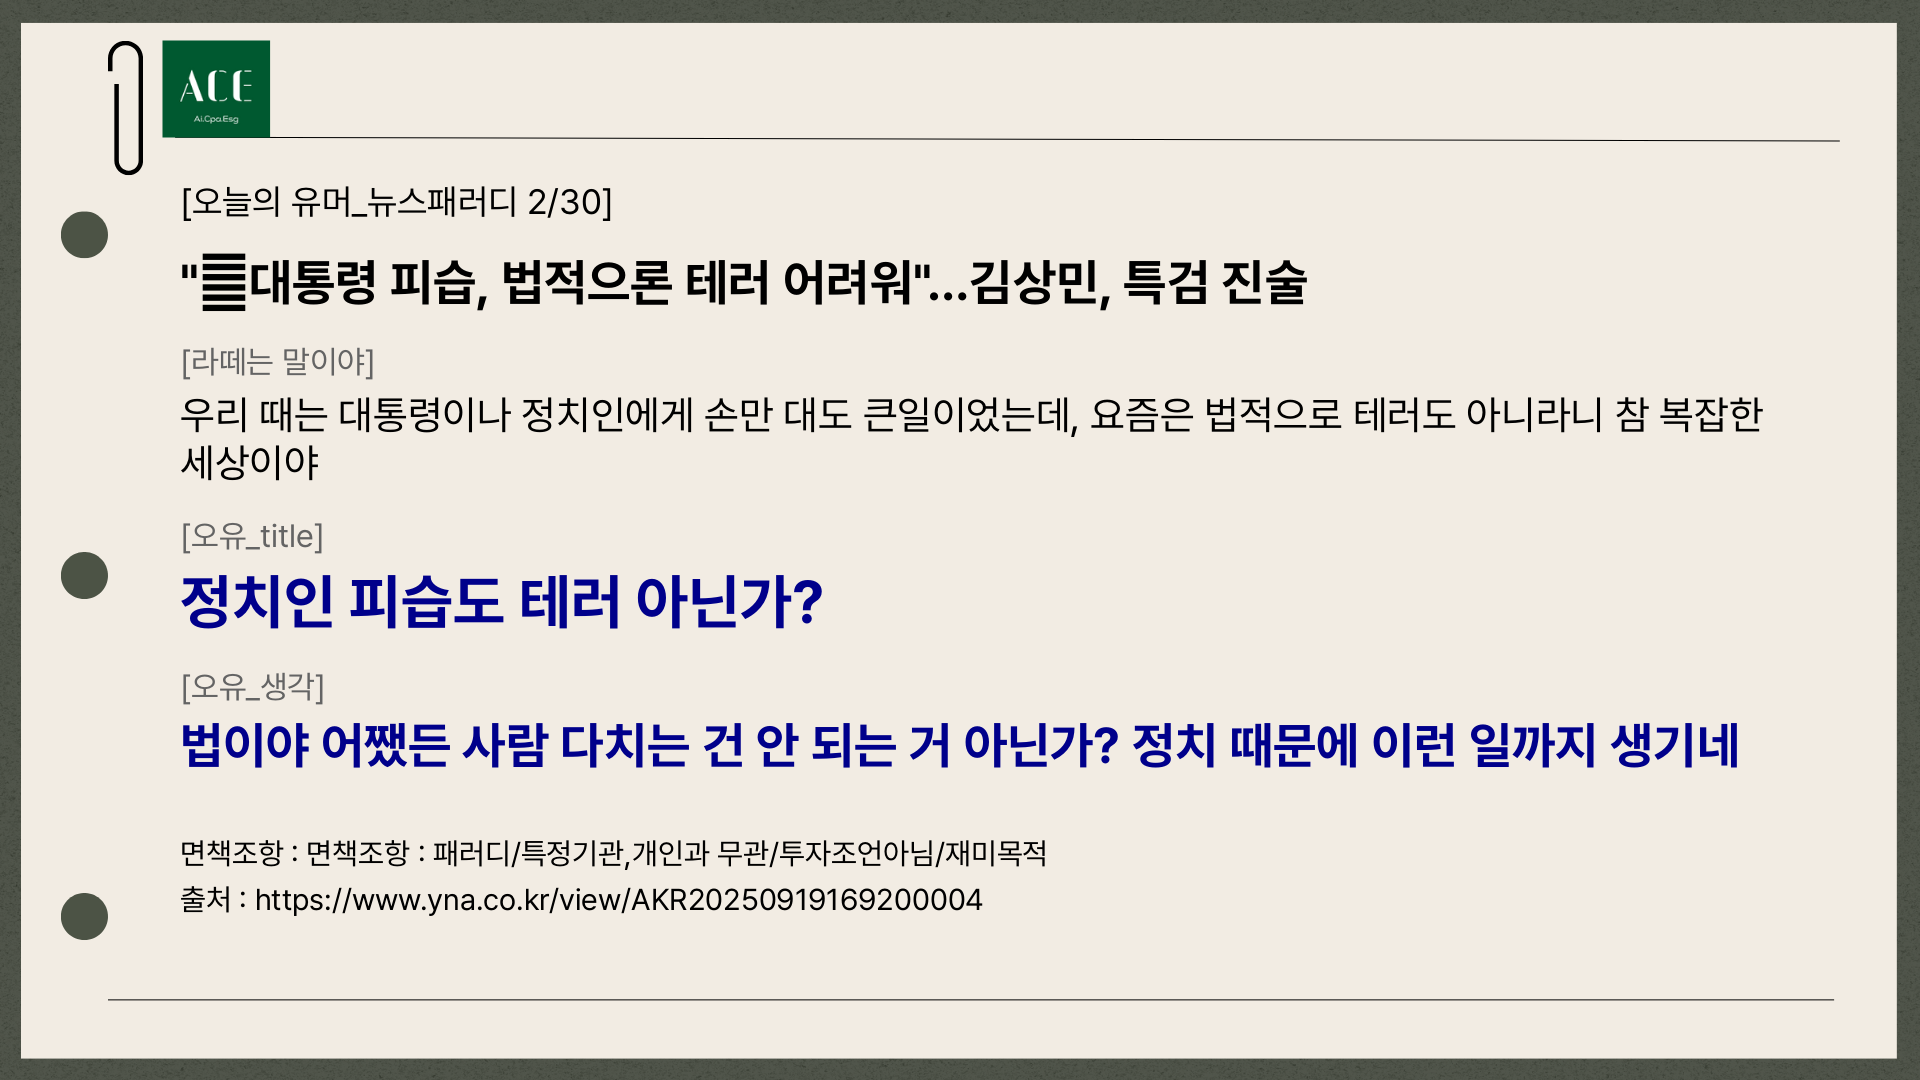 ACE
Ai.Cpa.Esg
[오늘의 유머_뉴스패러디 2/30]
"대통령 피습, 법적으론 테러 어려워"...김상민, 특검 진술
[라떼는 말이야]
우리 때는 대통령이나 정치인에게 손만 대도 큰일이었는데, 요즘은 법적으로 테러도 아니라니 참 복잡한
세상이야
[오유_title]
정치인 피습도 테러 아닌가?
[오유_생각]
법이야 어쨌든 사람 다치는 건 안 되는 거 아닌가? 정치 때문에 이런 일까지 생기네
면책조항 : 면책조항 : 패러디/특정기관,개인과 무관/투자조언아님/재미목적
출처 : https://www.yna.co.kr/view/AKR20250919169200004